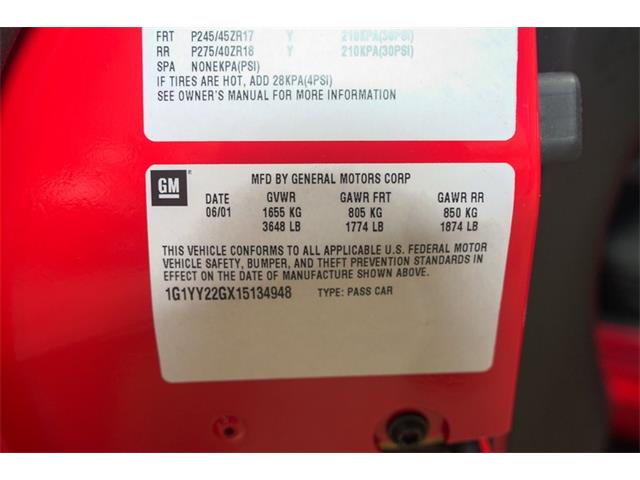 FRT P245/45ZR17 Y 210KPA(30PSI)
RR P275/40ZR18 Y 210KPA(30PSI)
SPA NONEKPA(PSI)
IF TIRES ARE HOT, ADD 28KPA(4PSI)
SEE OWNER'S MANUAL FOR MORE INFORMATION
GM ® MFD BY GENERAL MOTORS CORP
DATE GVWR GAWR FRT GAWR RR
06/01 1655 KG 805 KG 850 KG
3648 LB 1774 LB 1874 LB
THIS VEHICLE CONFORMS TO ALL APPLICABLE U.S. FEDERAL MOTOR
VEHICLE SAFETY, BUMPER, AND THEFT PREVENTION STANDARDS IN
EFFECT ON THE DATE OF MANUFACTURE SHOWN ABOVE.
1G1YY22GX15134948 TYPE: PASS CAR